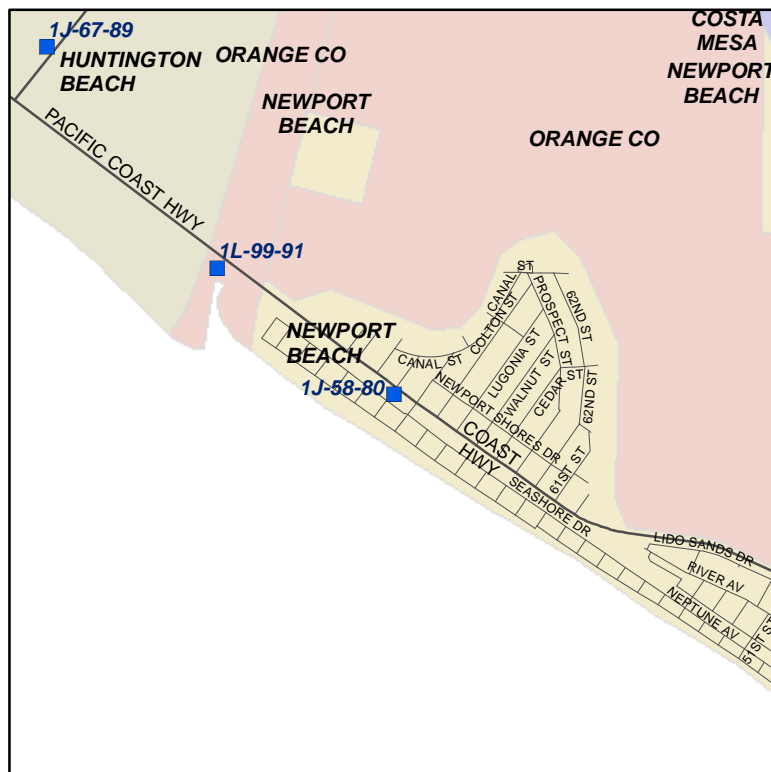 1J-67-89
HUNTINGTON
BEACH
ORANGE CO
COSTA
MESA
NEWPORT
BEACH
NEWPORT
BEACH
ORANGE CO
PACIFIC COAST HWY
1L-99-91
CANAL ST
COLTON ST
PROSPECT ST
62ND ST
NEWPORT
BEACH
CANAL ST
LUGONIA ST
WALNUT ST
CEDAR ST
62ND ST
1J-58-80
NEWPORT SHORES DR
COAST
HWY
61ST ST
SEASHORE DR
LIDO SANDS DR
RIVER AV
NEPTUNE AV
51ST ST